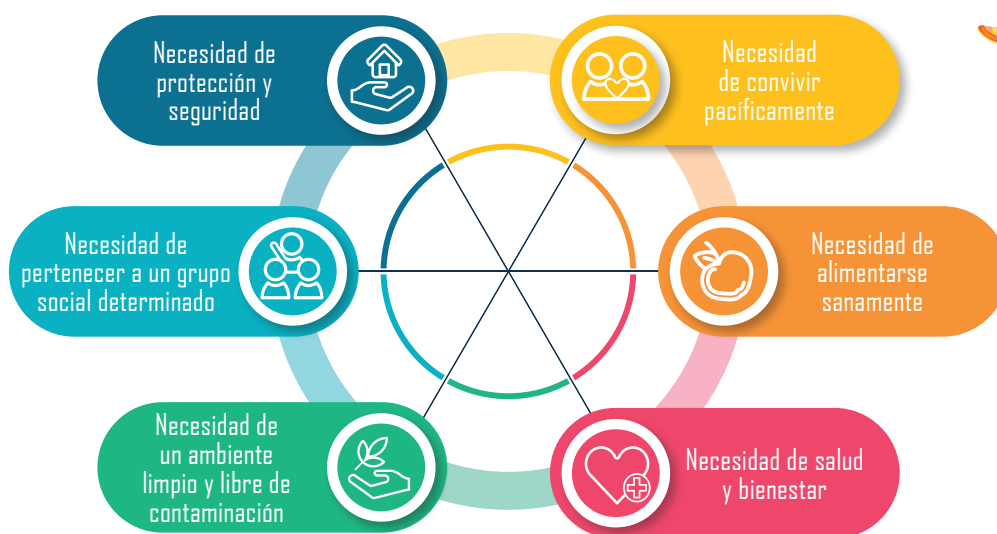 Necesidad de
protección y
seguridad
Necesidad
de convivir
pacíficamente
Necesidad de
pertenecer a un grupo
social determinado
Necesidad de
alimentarse
sanamente
Necesidad de
un ambiente
limpio y libre de
contaminación
Necesidad de salud
y bienestar